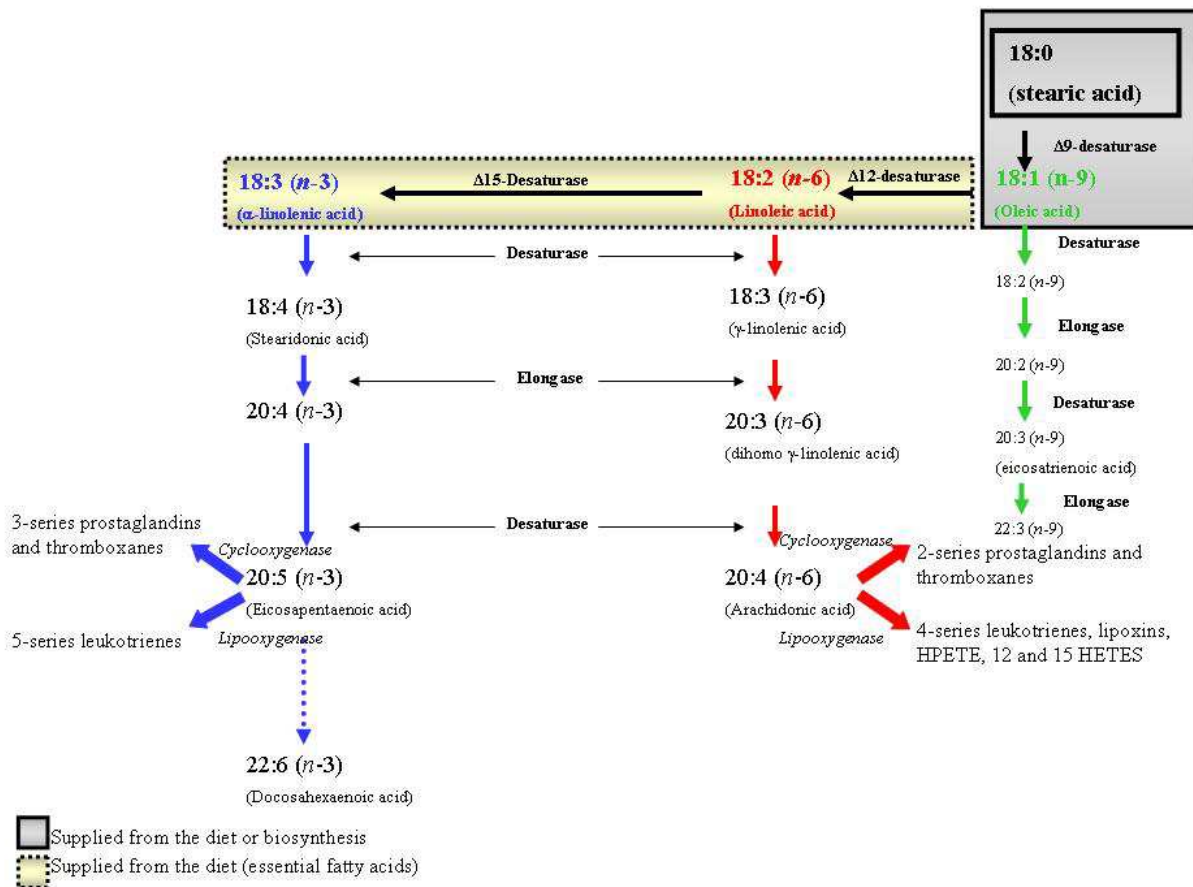 18:0
(stearic acid)
Δ9-desaturase
18:3 (n-3)
(α-linolenic acid)
Δ15-Desaturase
18:2 (n-6)
(Linoleic acid)
Δ12-desaturase
18:1 (n-9)
(Oleic acid)
Desaturase
Desaturase
18:4 (n-3)
(Stearidonic acid)
18:3 (n-6)
(γ-linolenic acid)
18:2 (n-9)
Elongase
Elongase
20:4 (n-3)
20:3 (n-6)
(dihomo γ-linolenic acid)
20:2 (n-9)
Desaturase
20:3 (n-9)
(eicosatrienoic acid)
Elongase
22:3 (n-9)
Desaturase
3-series prostaglandins
and thromboxanes
Cyclooxygenase
20:5 (n-3)
(Eicosapentaenoic acid)
Lipooxygenase
5-series leukotrienes
Cyclooxygenase
20:4 (n-6)
(Arachidonic acid)
Lipooxygenase
2-series prostaglandins and
thromboxanes
4-series leukotrienes, lipoxins,
HPETE, 12 and 15 HETES
22:6 (n-3)
(Docosahexaenoic acid)
Supplied from the diet or biosynthesis
Supplied from the diet (essential fatty acids)